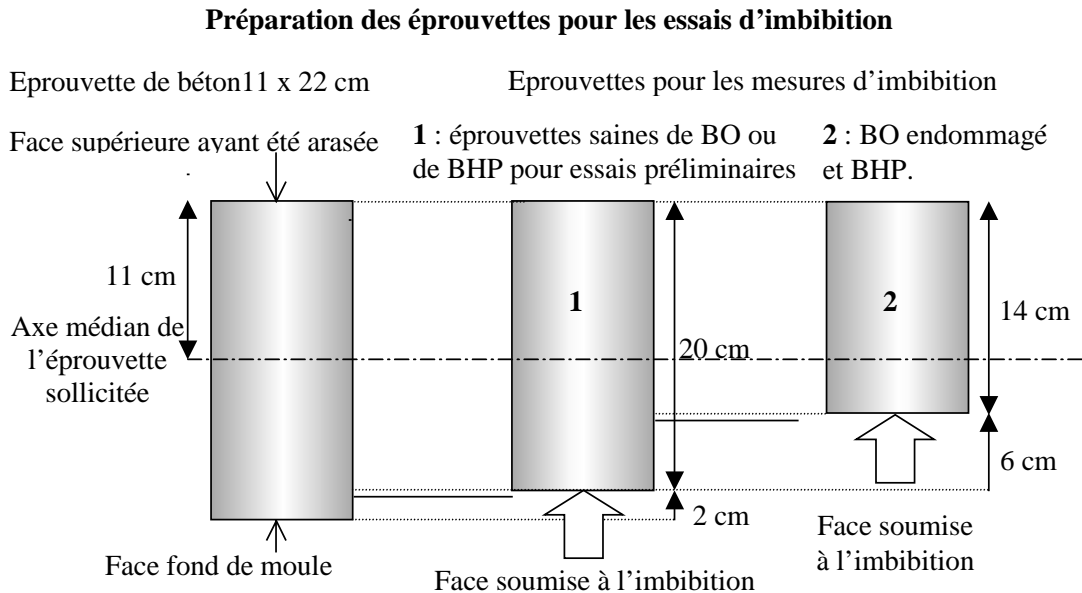 Préparation des éprouvettes pour les essais d’imbibition
Eprouvette de béton11 x 22 cm
Eprouvettes pour les mesures d’imbibition
Face supérieure ayant été arasée
1 : éprouvettes saines de BO ou
de BHP pour essais préliminaires
2 : BO endommagé
et BHP.
11 cm
1
2
14 cm
Axe médian de
l’éprouvette
sollicitée
20 cm
6 cm
2 cm
Face fond de moule
Face soumise à l’imbibition
Face soumise
à l’imbibition